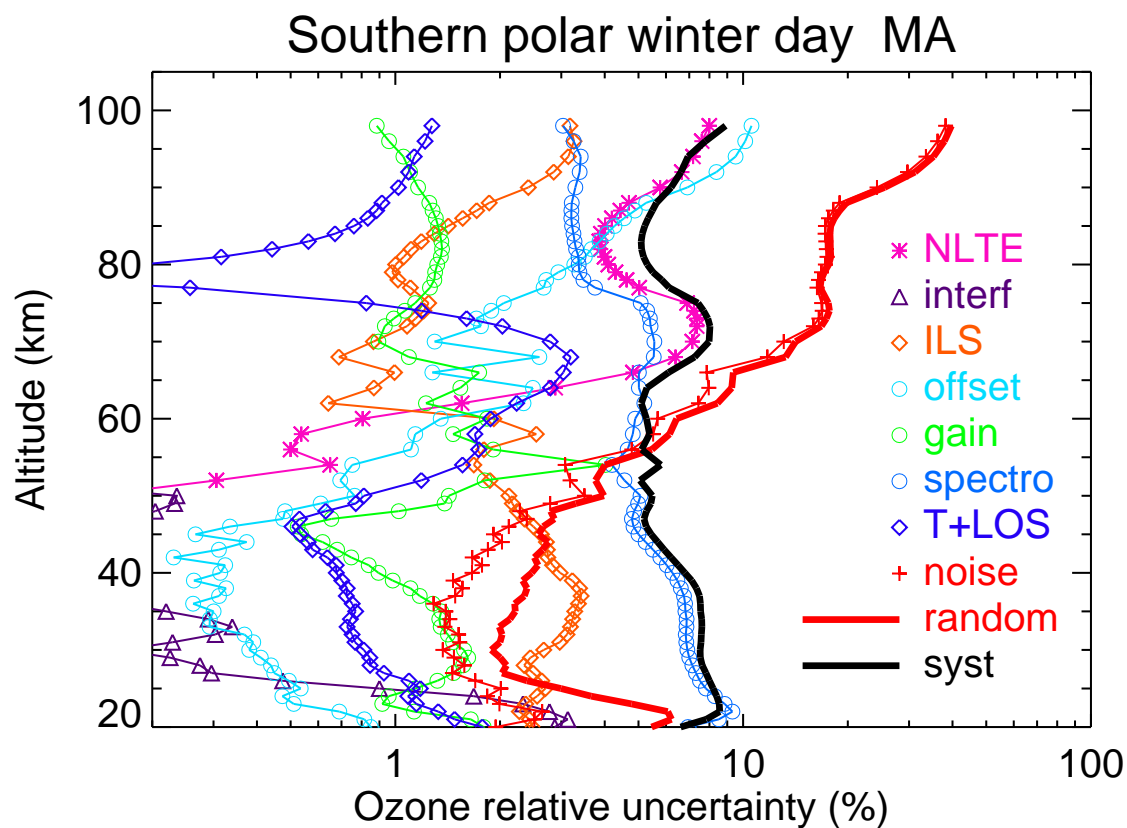 Southern polar winter day MA
Altitude (km)
100
80
60
40
20
NLTE
interf
ILS
offset
gain
spectro
T+LOS
noise
random
syst
1
10
100
Ozone relative uncertainty (%)